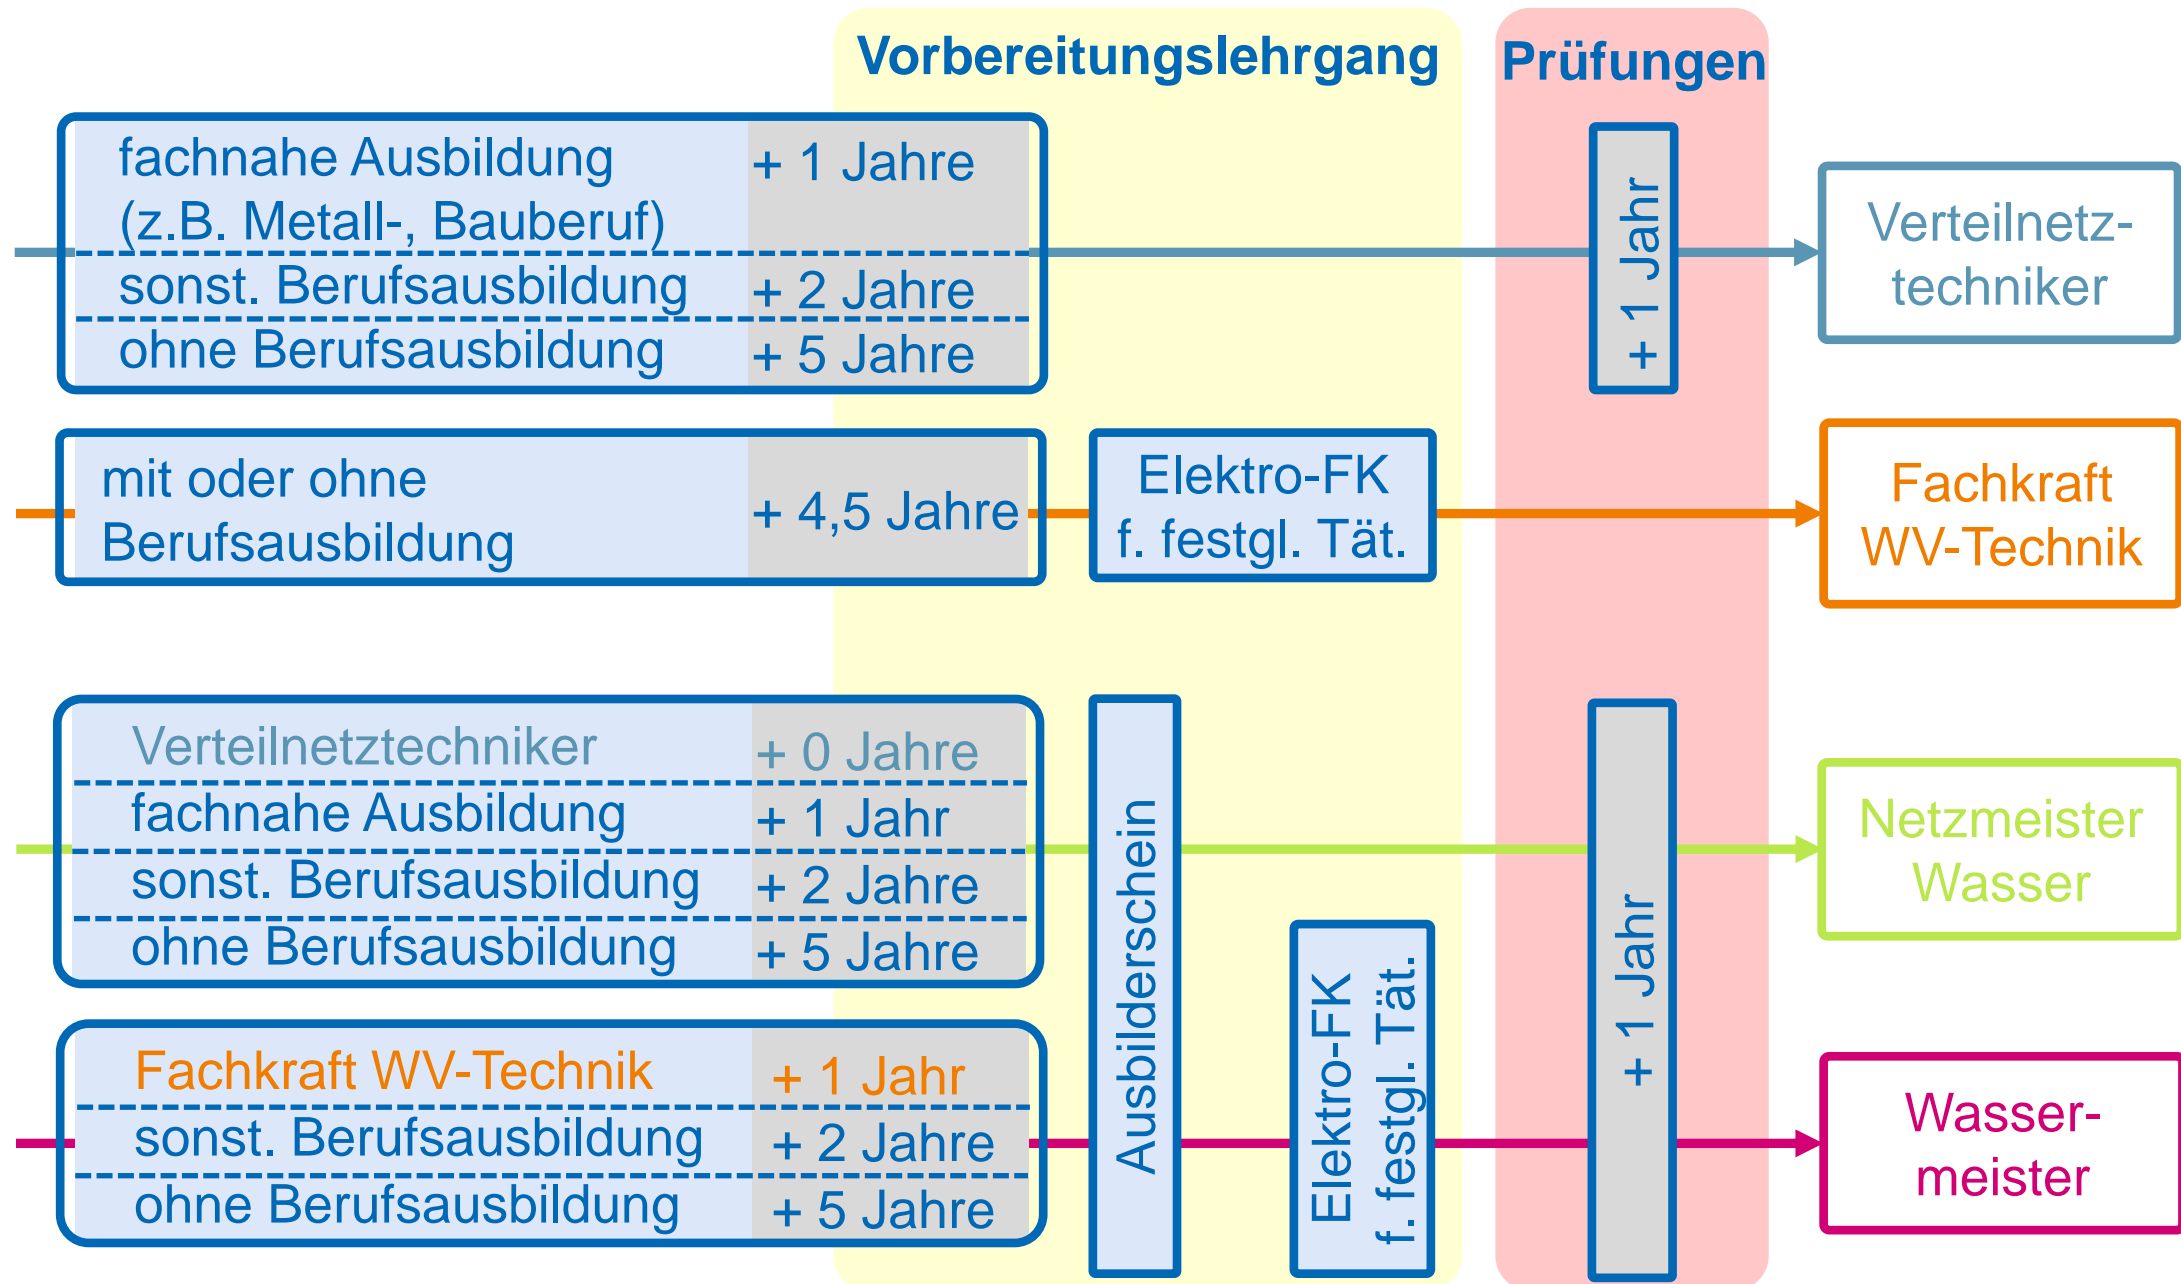 Vorbereitungslehrgang
Prüfungen
fachnahe Ausbildung + 1 Jahre
(z.B. Metall-, Bauberuf)
sonst. Berufsausbildung + 2 Jahre
ohne Berufsausbildung + 5 Jahre
+ 1 Jahr
Verteilnetz-
techniker
mit oder ohne
Berufsausbildung
+ 4,5 Jahre
Elektro-FK
f. festgl. Tät.
Fachkraft
WV-Technik
Verteilnetztechniker + 0 Jahre
fachnahe Ausbildung + 1 Jahr
sonst. Berufsausbildung + 2 Jahre
ohne Berufsausbildung + 5 Jahre
Ausbilderschein
Elektro-FK
f. festgl. Tät.
+ 1 Jahr
Netzmeister
Wasser
Fachkraft WV-Technik + 1 Jahr
sonst. Berufsausbildung + 2 Jahre
ohne Berufsausbildung + 5 Jahre
Wasser-
meister